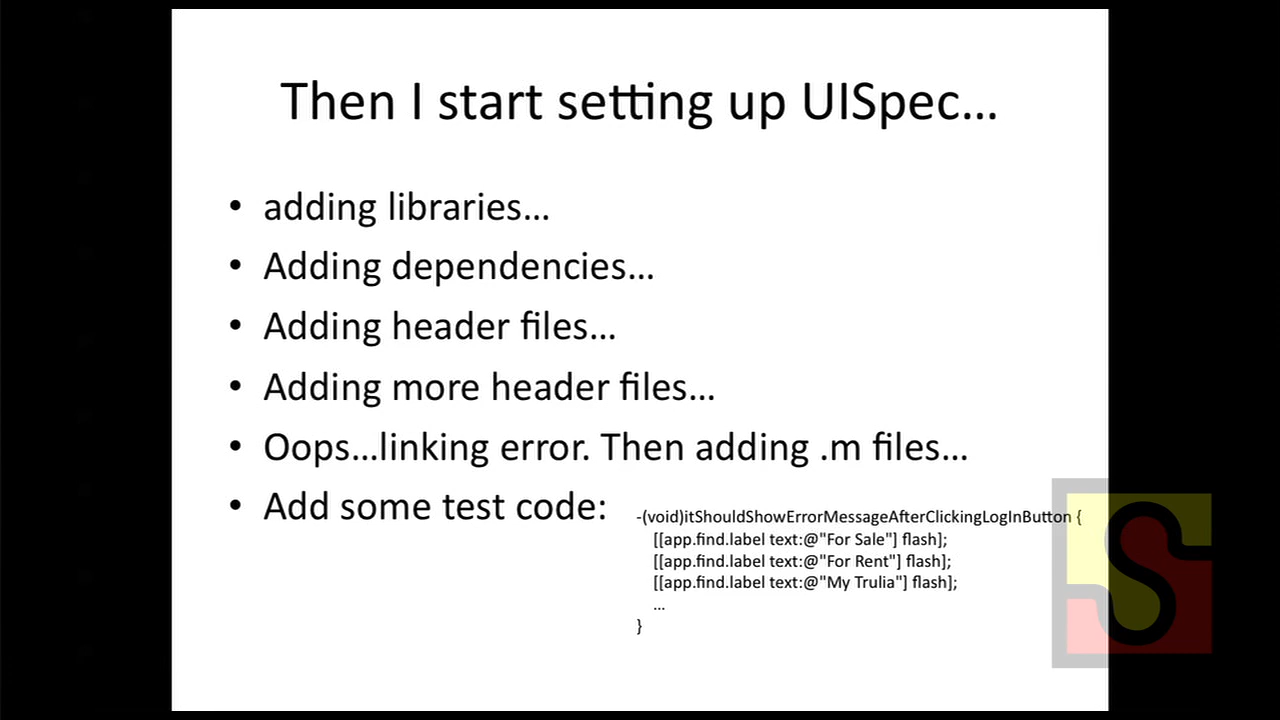 Then I start setting up UISpec…
• adding libraries…
• Adding dependencies…
• Adding header files…
• Adding more header files…
• Oops…linking error. Then adding .m files…
• Add some test code:
-(void)itShouldShowErrorMessageAfterClickingLogInButton {
[[app.find.label text:@"For Sale"] flash];
[[app.find.label text:@"For Rent"] flash];
[[app.find.label text:@"My Trulia"] flash];
…
}
S